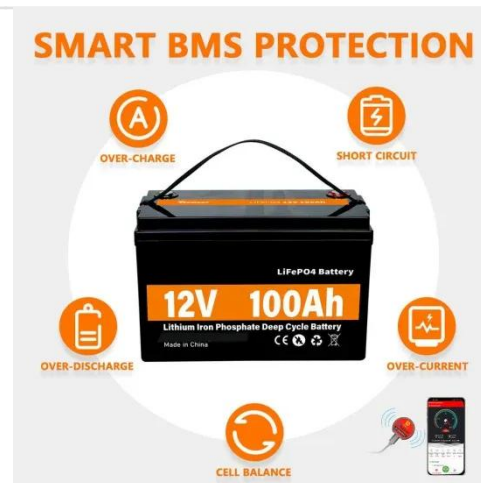 SMART BMS PROTECTION
A
OVER-CHARGE
SHORT CIRCUIT
LiFePO4 Battery
12V 100Ah
Lithium Iron Phosphate Deep Cycle Battery
Made in China
CE
OVER-DISCHARGE
OVER-CURRENT
CELL BALANCE